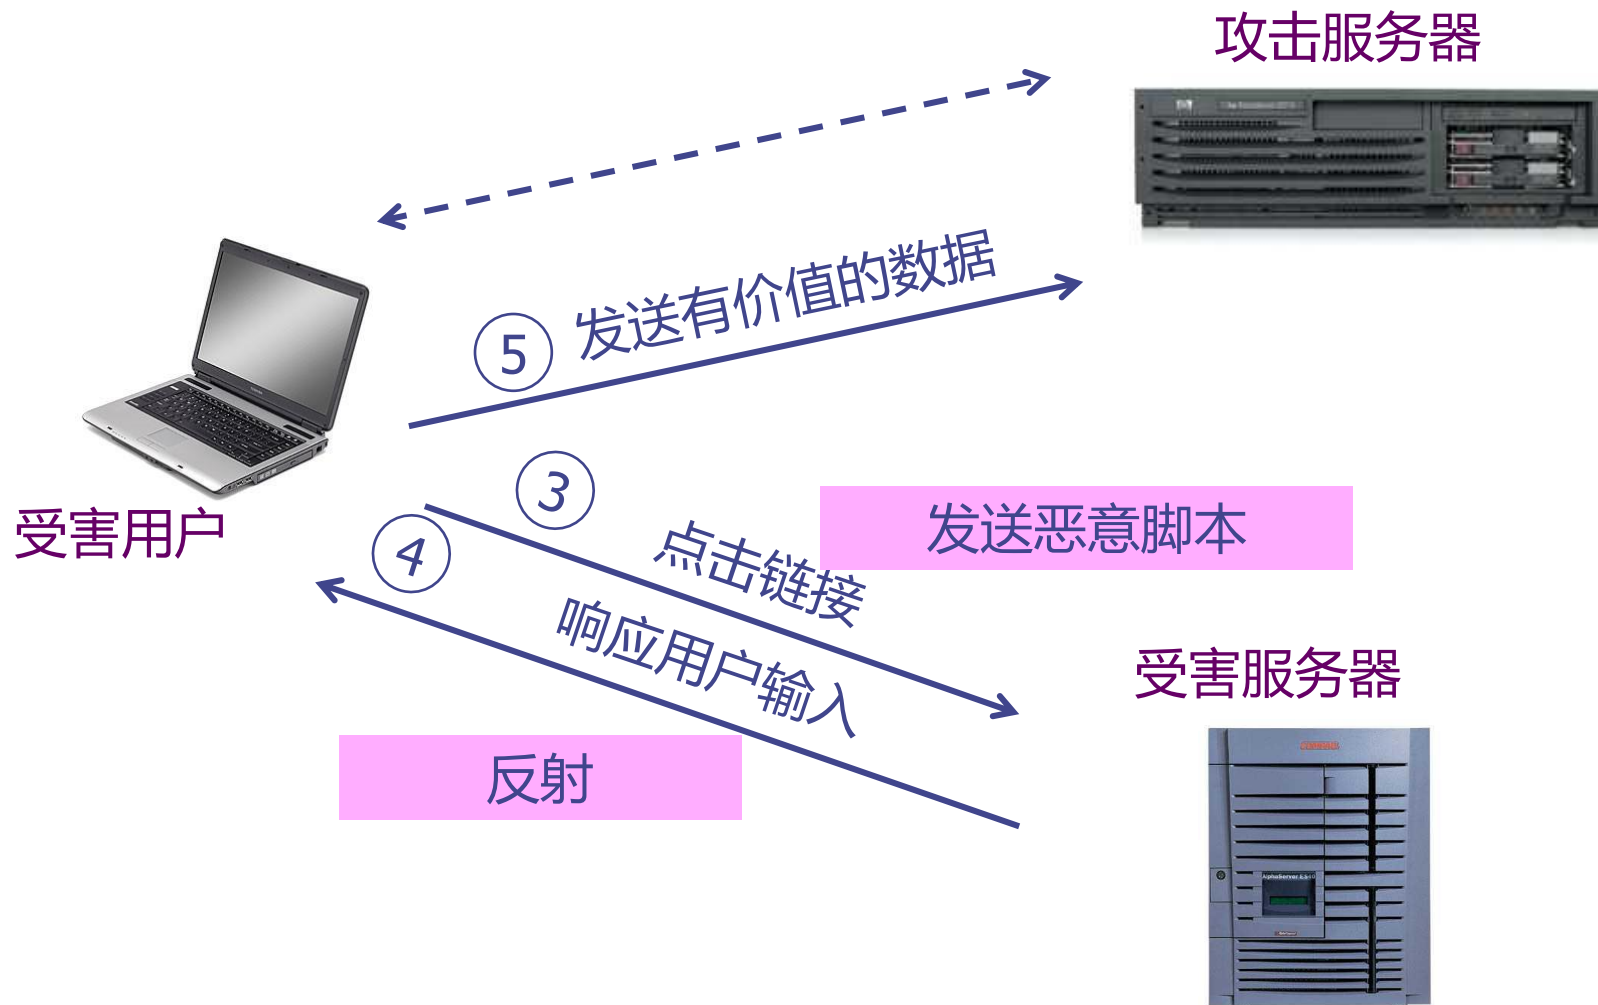 攻击服务器
⑤ 发送有价值的数据
③ 点击链接
发送恶意脚本
受害用户
④ 响应用户输入
受害服务器
反射
AlphaServer ES40